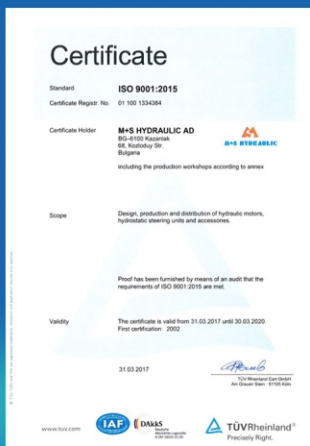 Certificate
Standard ISO 9001:2015
Certificate Registr. No. 01 100 1334384
Certificate Holder M+S HYDRAULIC AD
BG–6100 Kazanlak
68, Kozloduy Str.
Bulgaria
M+S HYDRAULIC
including the production workshops according to annex
Scope Design, production and distribution of hydraulic motors,
hydrostatic steering units and accessories.
Proof has been furnished by means of an audit that the
requirements of ISO 9001:2015 are met.
Validity The certificate is valid from 31.03.2017 until 30.03.2020.
First certification: 2002
31.03.2017
TÜV Rheinland Cert GmbH
Am Grauen Stein · 51105 Köln
www.tuv.com
IAF
DAkkS
Deutsche
Akkreditierungsstelle
TÜVRheinland®
Precisely Right.